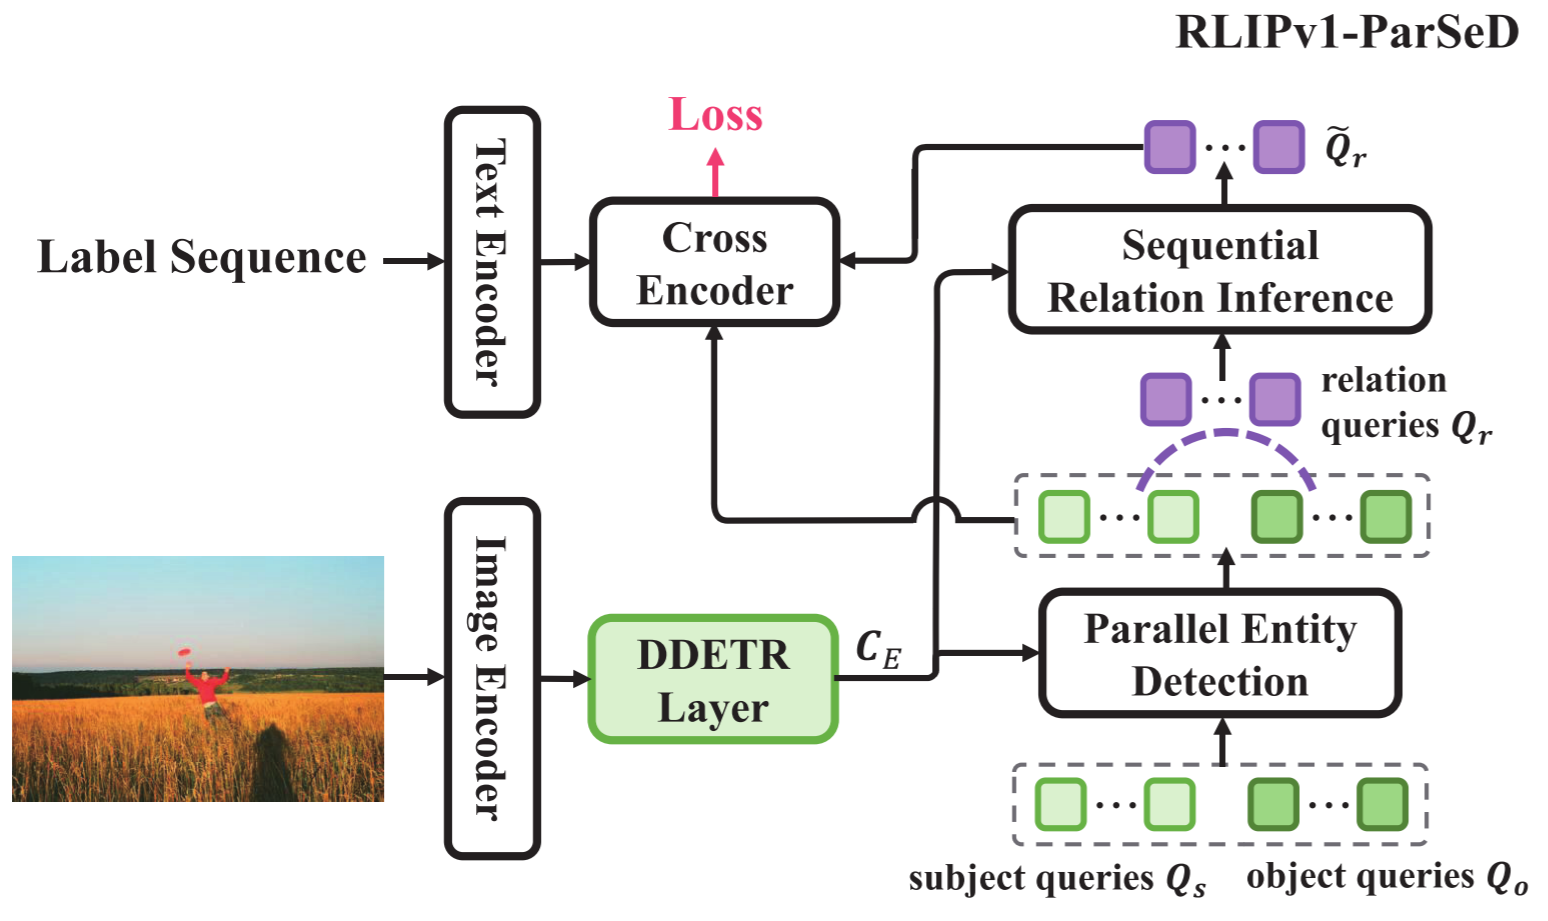 RLIPv1-ParSeD
Loss
Text Encoder
Label Sequence
Cross
Encoder
Q̃_r
Sequential
Relation Inference
relation
queries Q_r
Image Encoder
DDETR
Layer
C_E
Parallel Entity
Detection
subject queries Q_s
object queries Q_o